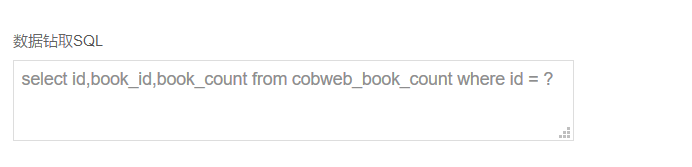 数据钻取SQL
select id,book_id,book_count from cobweb_book_count where id = ?